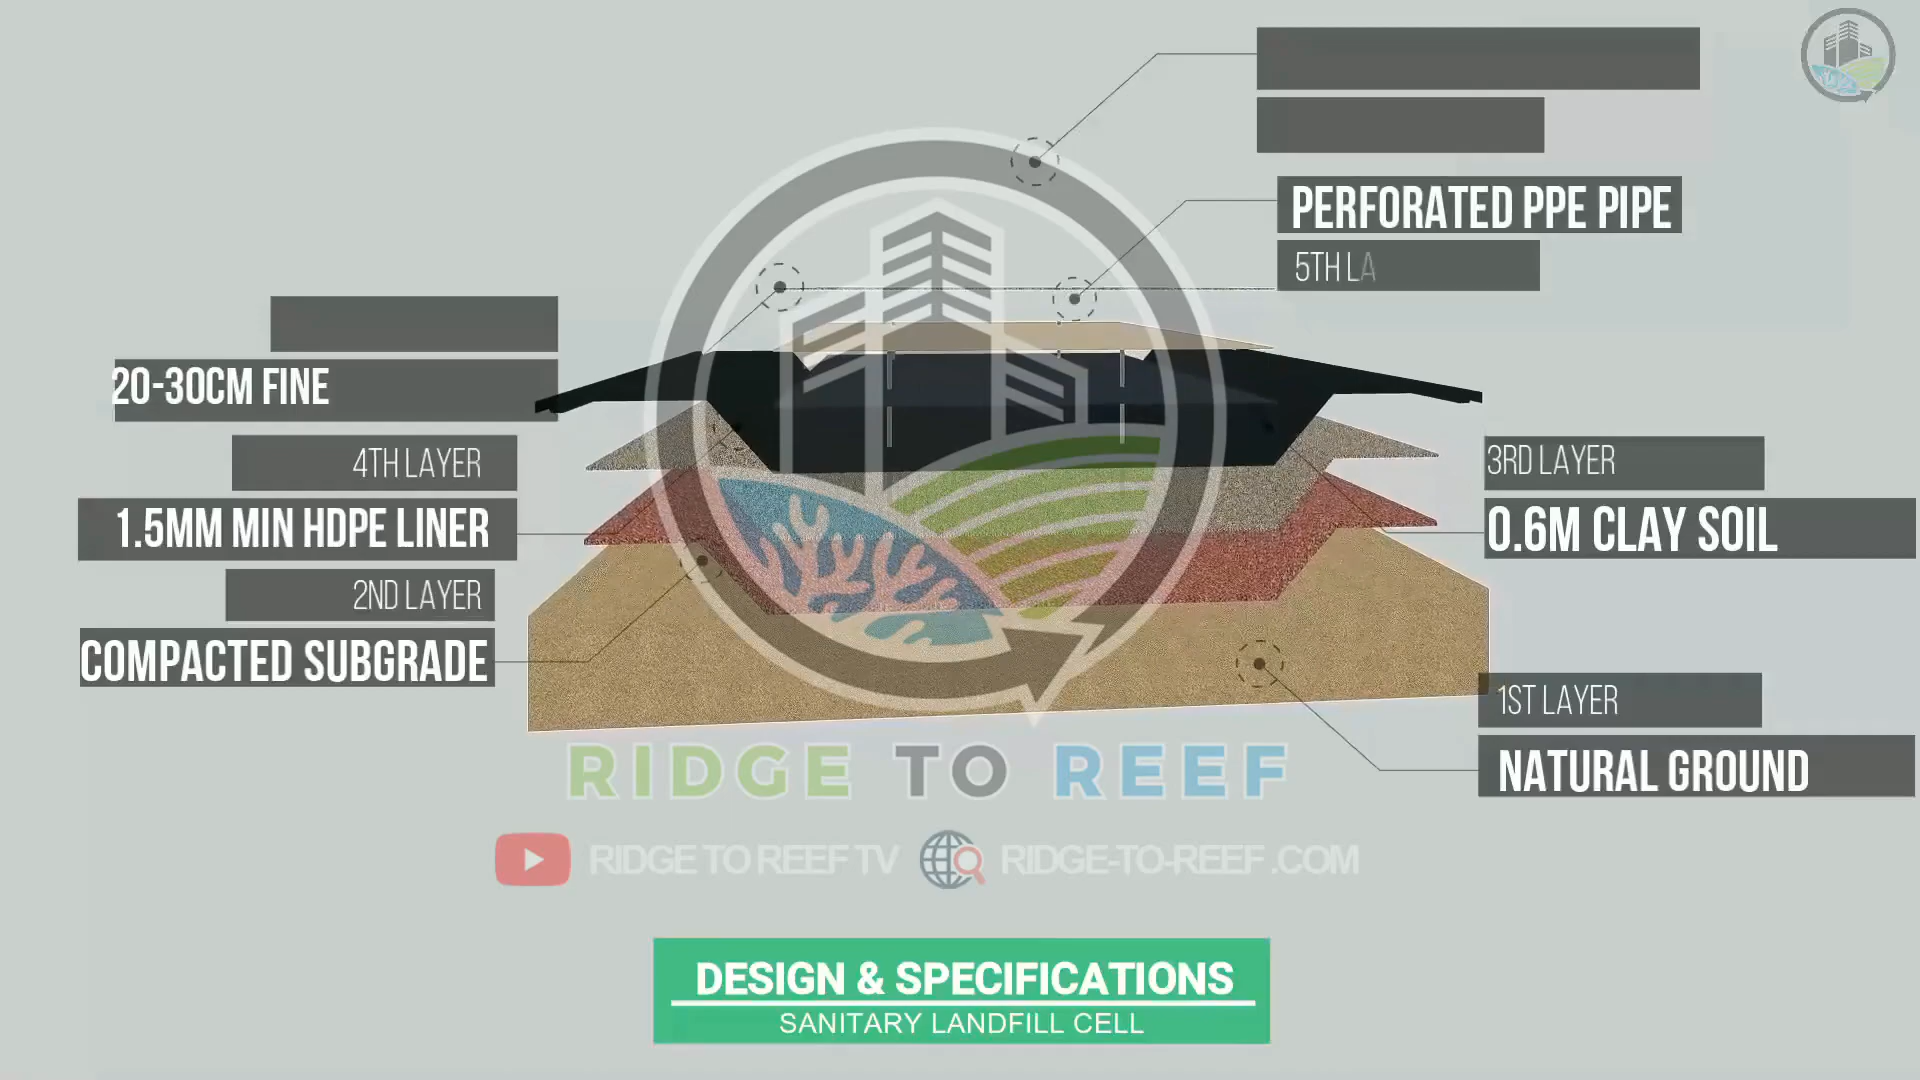 PERFORATED PPE PIPE
5TH LA
20-30CM FINE
4TH LAYER
1.5MM MIN HDPE LINER
3RD LAYER
0.6M CLAY SOIL
2ND LAYER
COMPACTED SUBGRADE
1ST LAYER
NATURAL GROUND
RIDGE TO REEF
RIDGE TO REEF TV
RIDGE-TO-REEF.COM
DESIGN & SPECIFICATIONS
SANITARY LANDFILL CELL